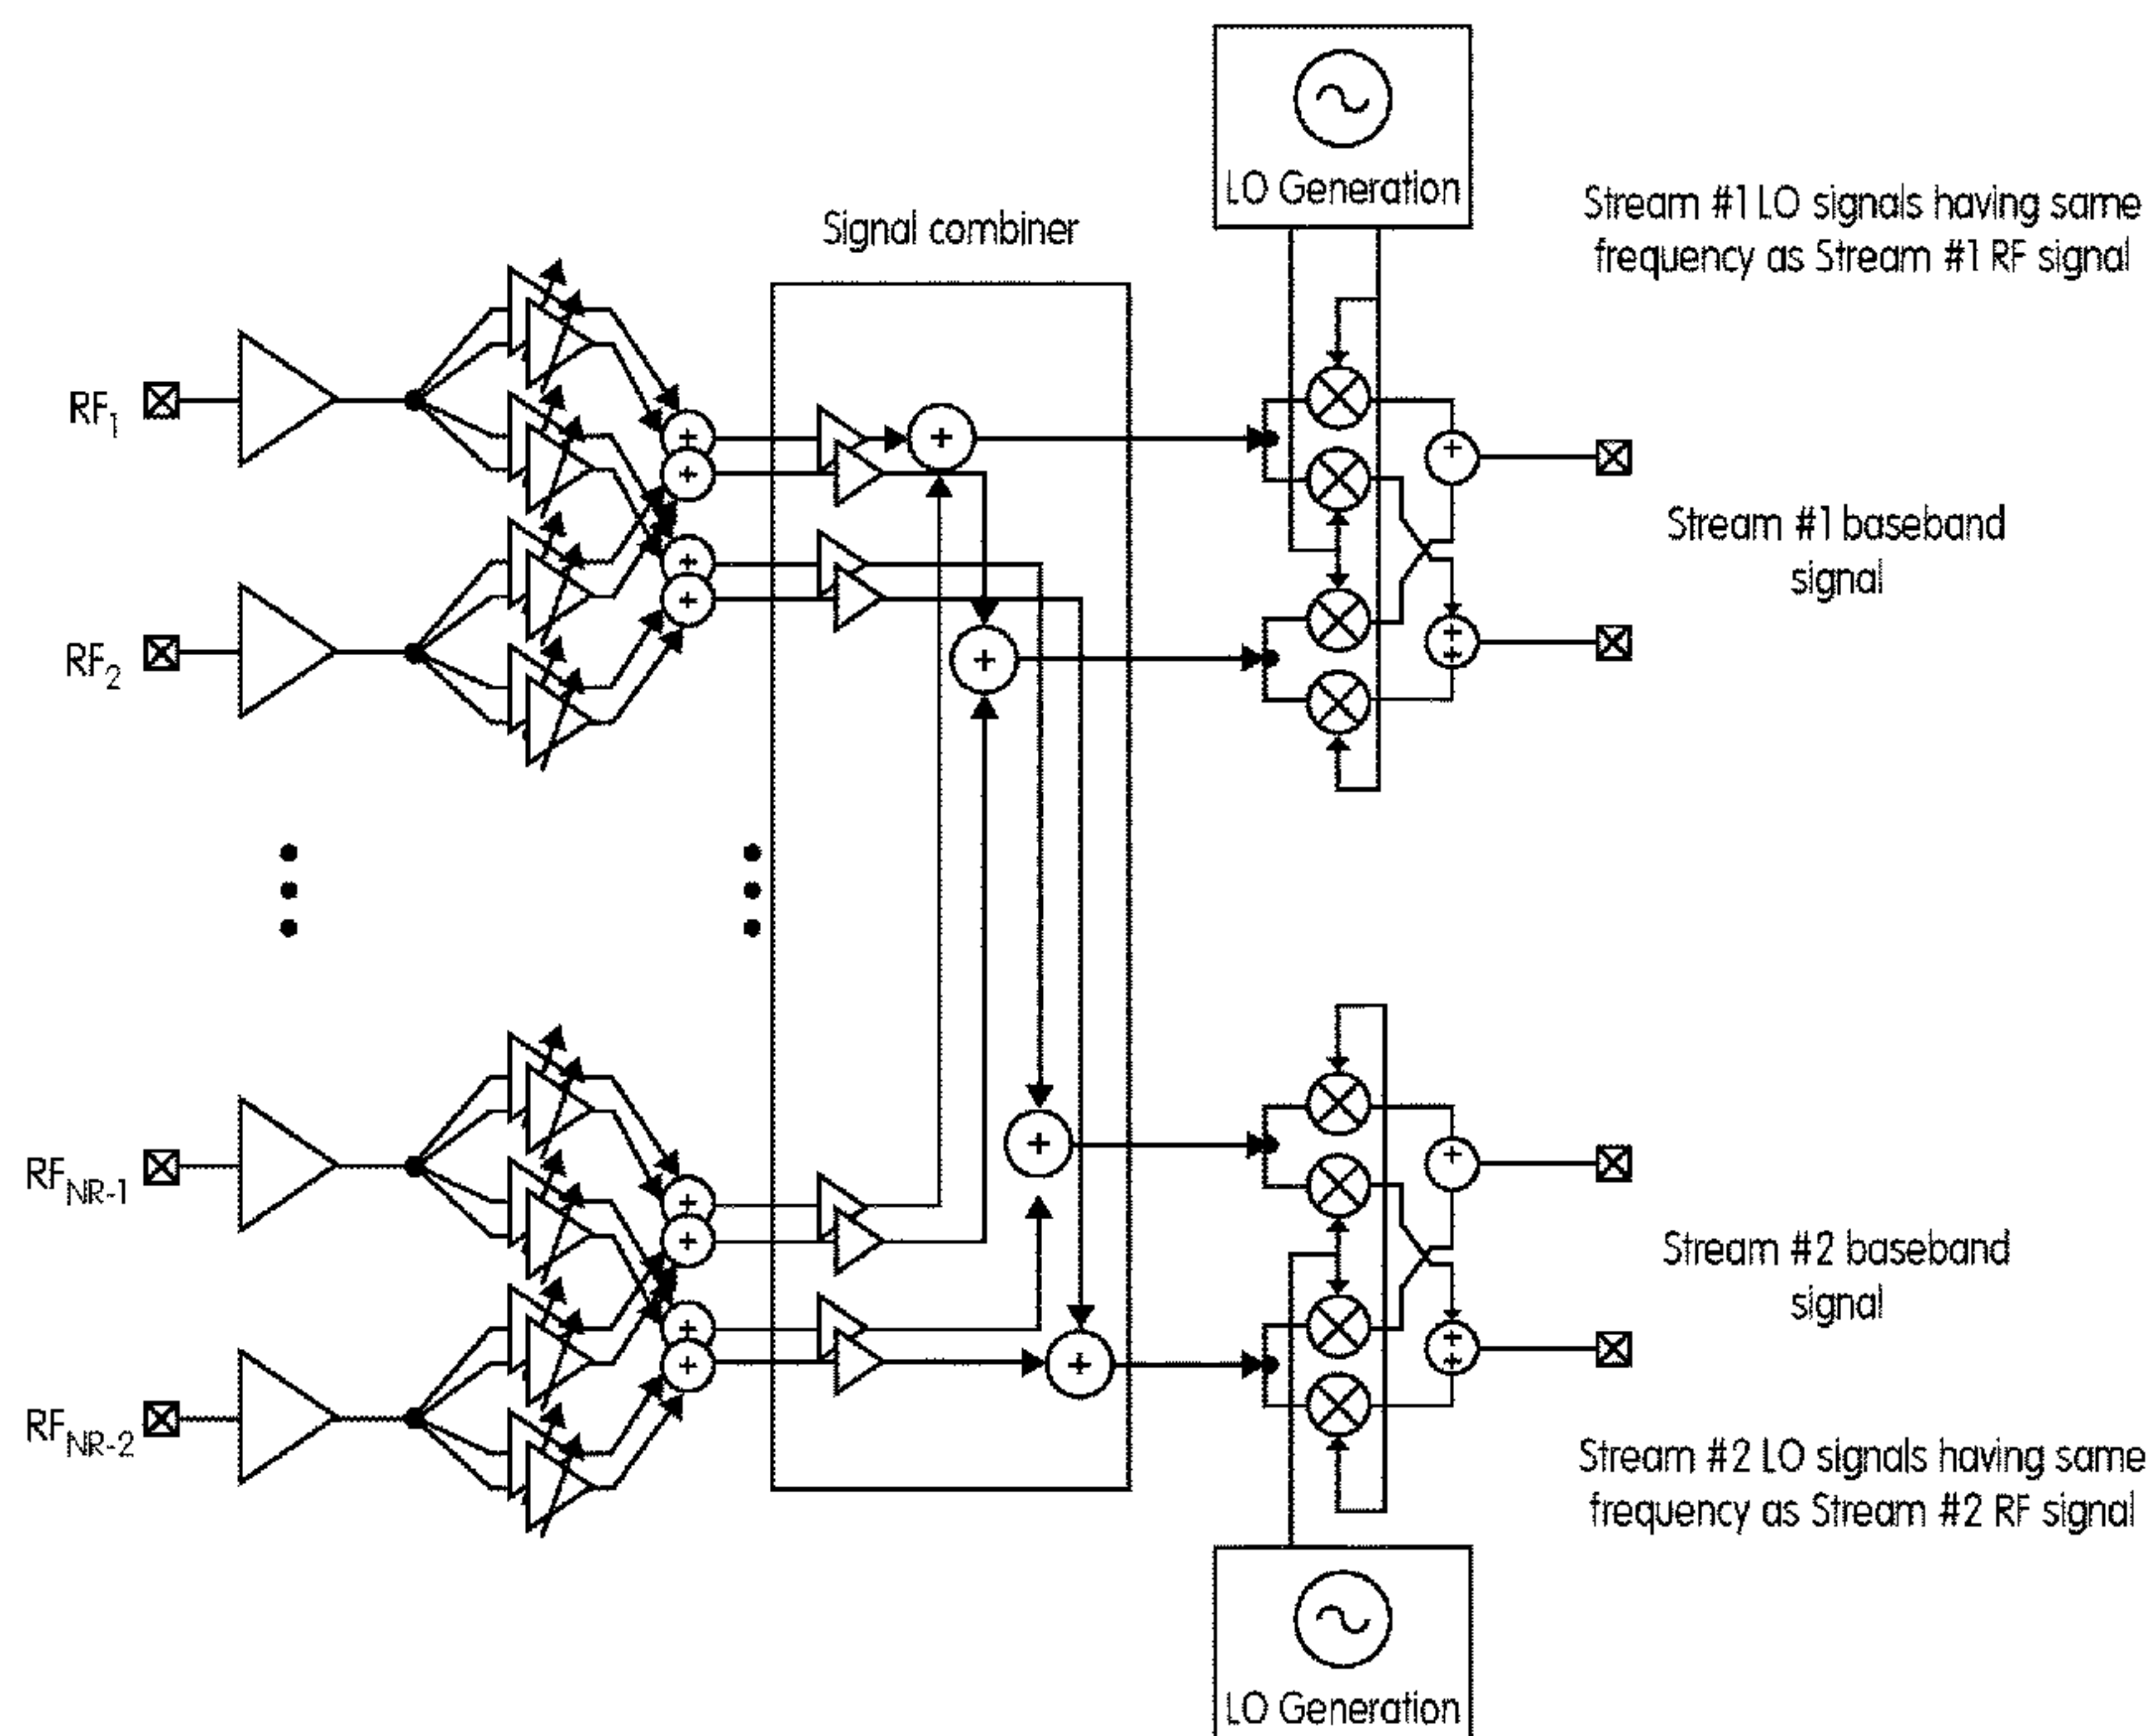 LO Generation
Stream #1 LO signals having same
frequency as Stream #1 RF signal
Signal combiner
RF1
Stream #1 baseband
signal
RF2
RFNR-1
Stream #2 baseband
signal
RFNR-2
Stream #2 LO signals having same
frequency as Stream #2 RF signal
LO Generation